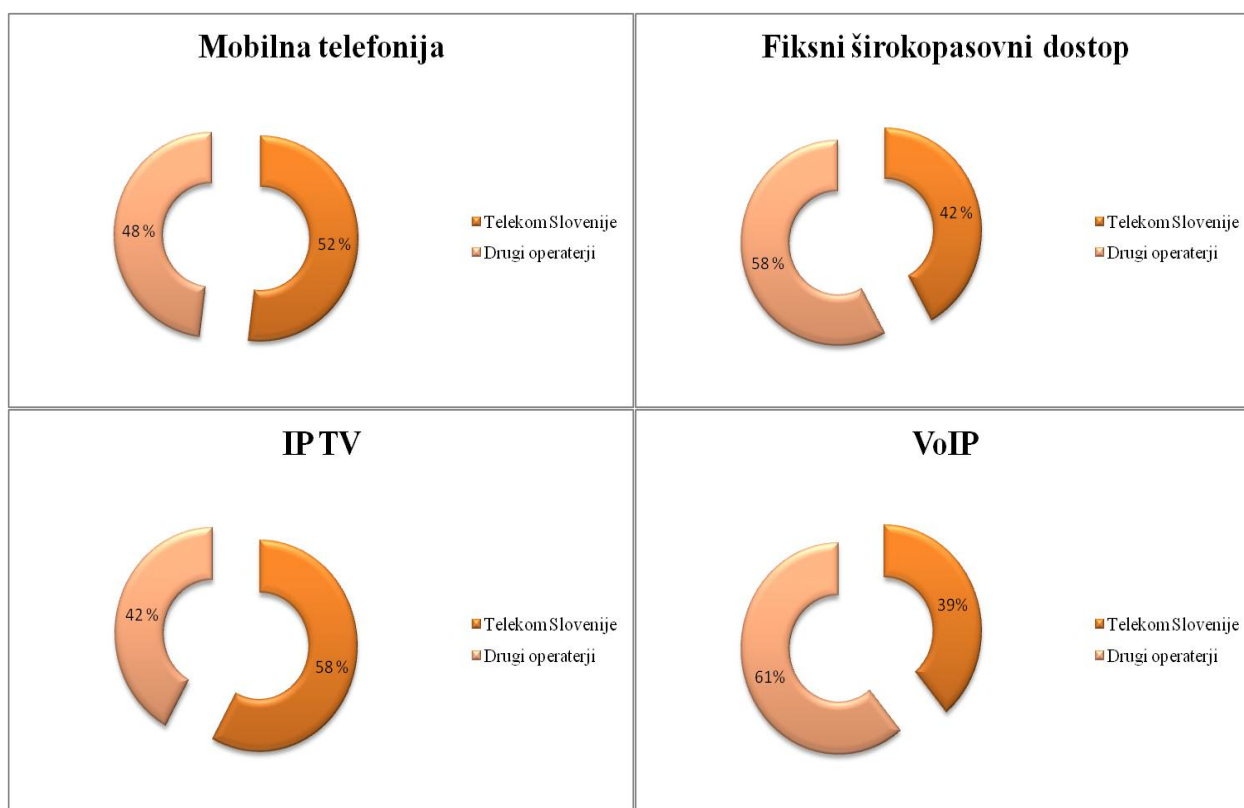 Mobilna telefonija
48 %
52 %
Telekom Slovenije
Drugi operaterji
Fiksni širokopasovni dostop
42 %
58 %
Telekom Slovenije
Drugi operaterji
IP TV
42 %
58 %
Telekom Slovenije
Drugi operaterji
VoIP
39%
61%
Telekom Slovenije
Drugi operaterji